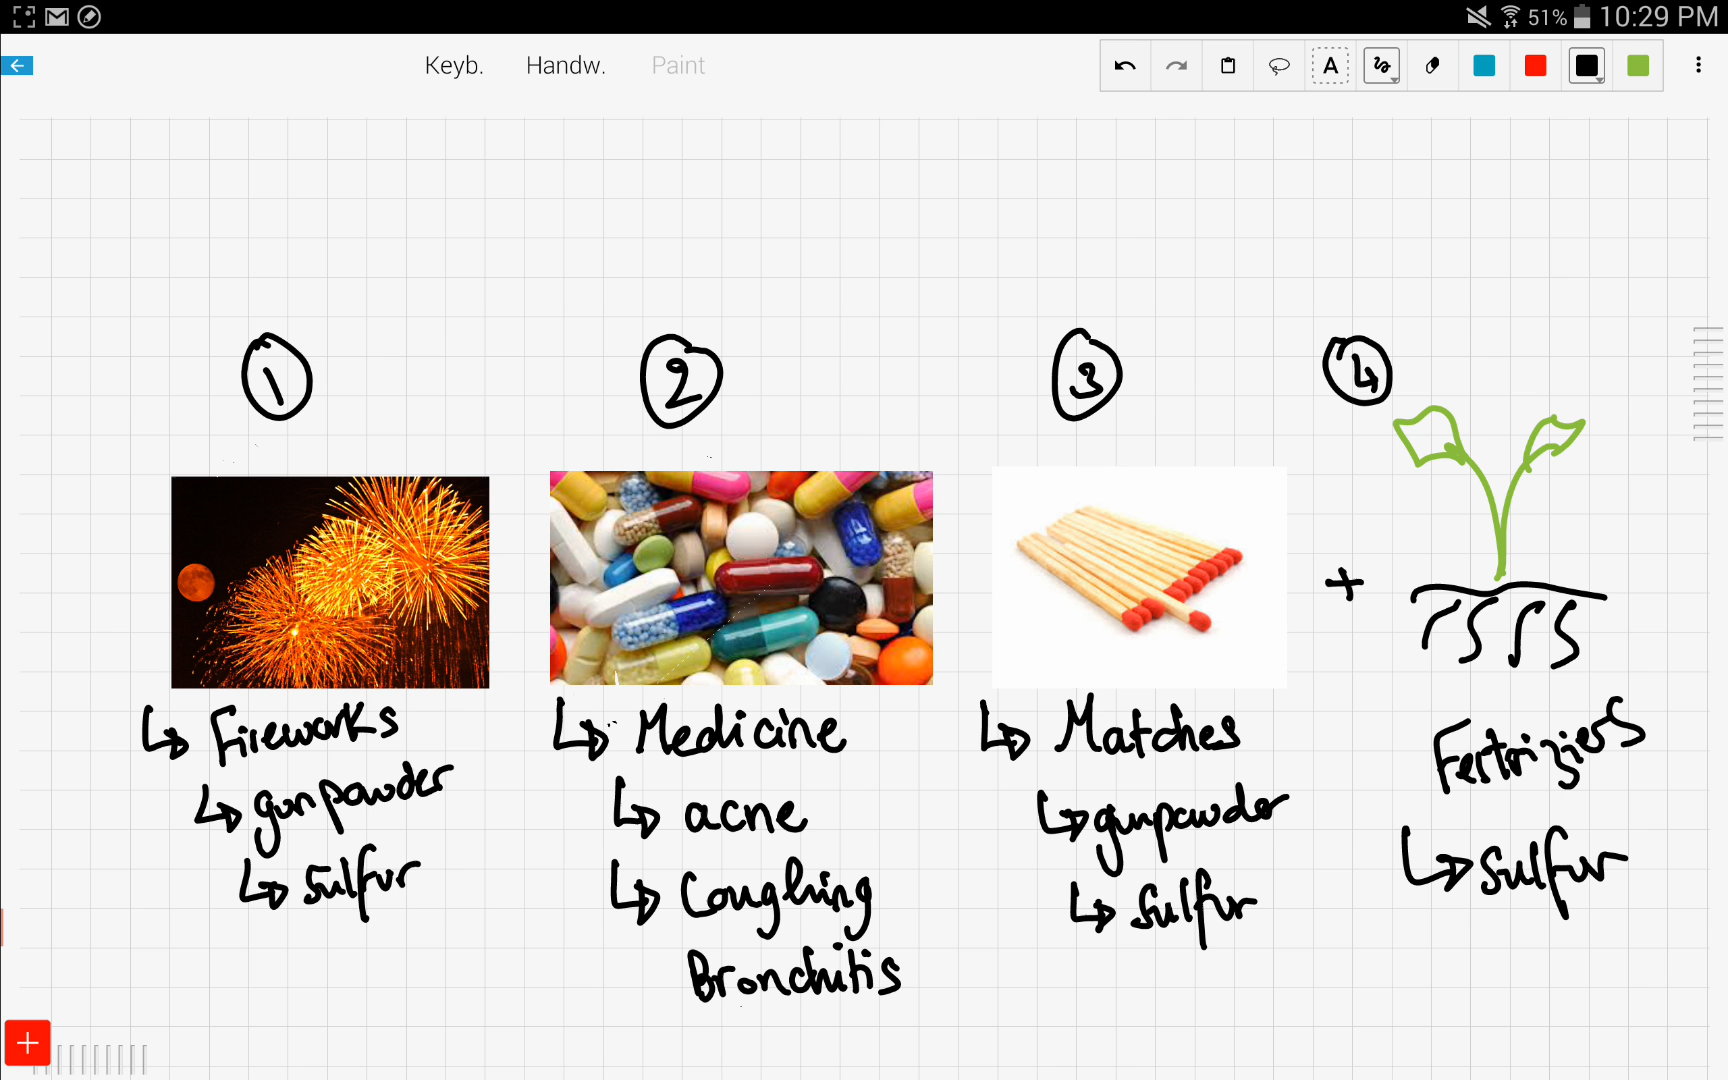 51% 10:29 PM
Keyb. Handw. Paint
A
1
2
3
4
Fireworks
gunpowder
sulfur
Medicine
acne
Coughing
Bronchitis
Matches
gunpowder
sulfur
+
Fertiziers
sulfur